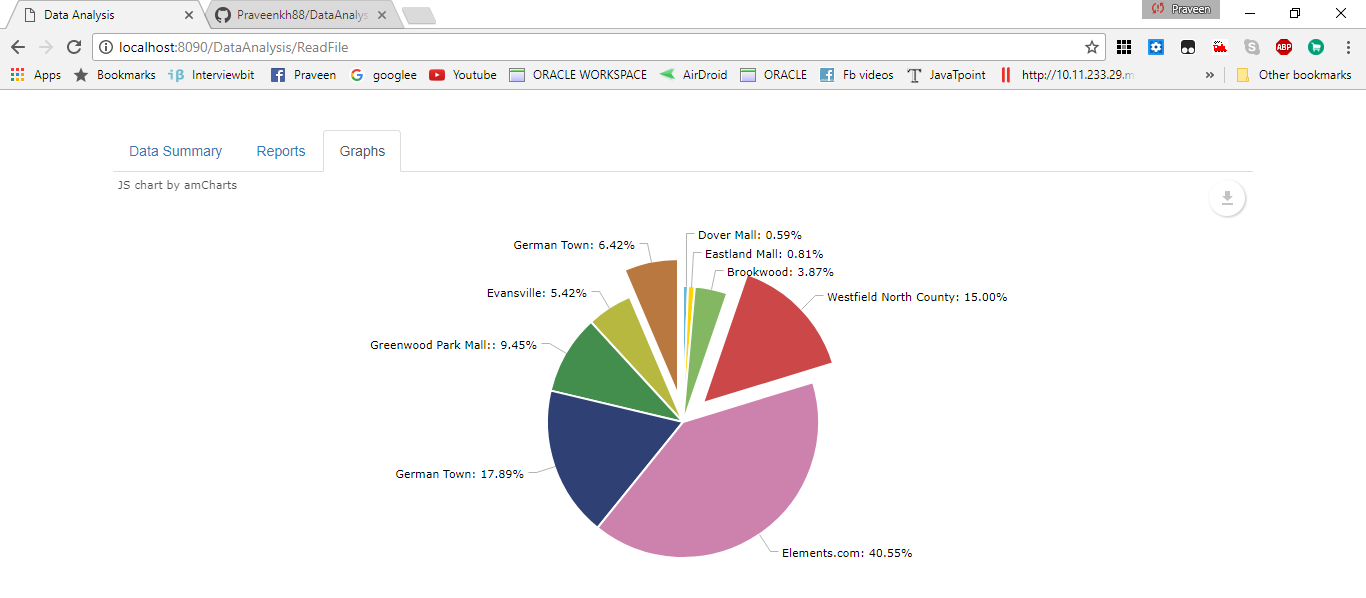 Data Analysis
Praveenkh88/DataAnalys
Praveen
localhost:8090/DataAnalysis/ReadFile
ABP
Apps Bookmarks iβ Interviewbit Praveen G googlee Youtube ORACLE WORKSPACE AirDroid ORACLE Fb videos T JavaTpoint http://10.11.233.29.m » Other bookmarks
Data Summary Reports Graphs
JS chart by amCharts
Dover Mall: 0.59%
German Town: 6.42%
Eastland Mall: 0.81%
Brookwood: 3.87%
Evansville: 5.42%
Westfield North County: 15.00%
Greenwood Park Mall:: 9.45%
German Town: 17.89%
Elements.com: 40.55%